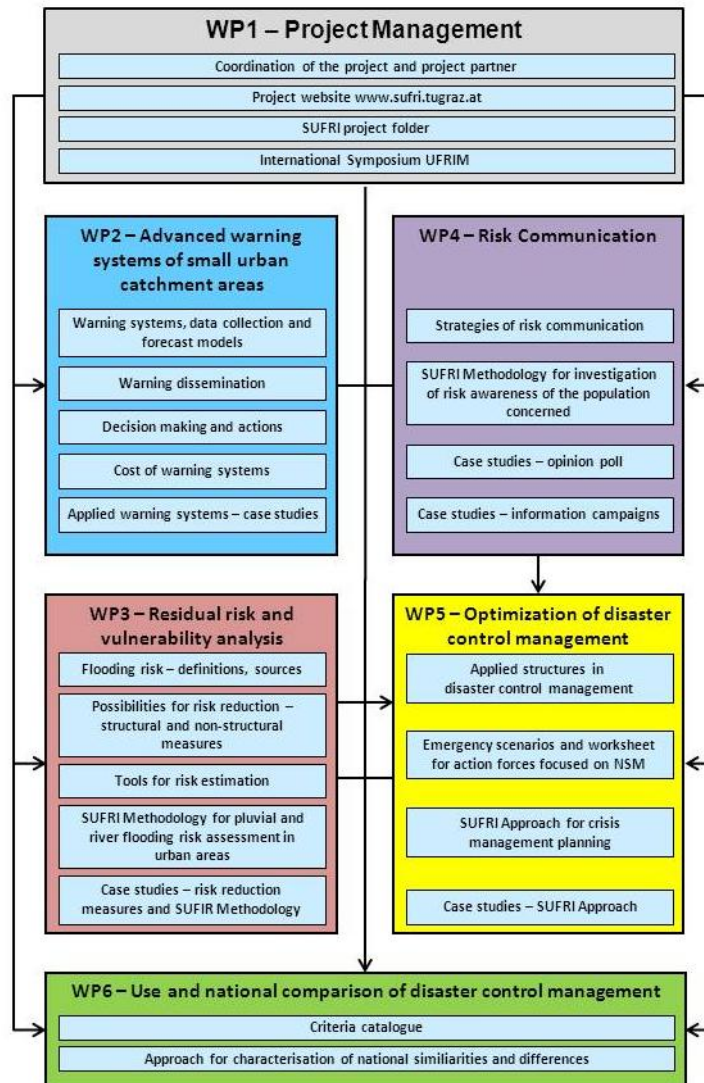 WP1 – Project Management
Coordination of the project and project partner
Project website www.sufri.tugraz.at
SUFRI project folder
International Symposium UFRIM
WP2 – Advanced warning
systems of small urban
catchment areas
Warning systems, data collection and
forecast models
Warning dissemination
Decision making and actions
Cost of warning systems
Applied warning systems – case studies
WP4 – Risk Communication
Strategies of risk communication
SUFRI Methodology for investigation
of risk awareness of the population
concerned
Case studies – opinion poll
Case studies – information campaigns
WP3 – Residual risk and
vulnerability analysis
Flooding risk – definitions, sources
Possibilities for risk reduction –
structural and non-structural
measures
Tools for risk estimation
SUFRI Methodology for pluvial and
river flooding risk assessment in
urban areas
Case studies – risk reduction
measures and SUFIR Methodology
WP5 – Optimization of disaster
control management
Applied structures in
disaster control management
Emergency scenarios and worksheet
for action forces focused on NSM
SUFRI Approach for crisis
management planning
Case studies – SUFRI Approach
WP6 – Use and national comparison of disaster control management
Criteria catalogue
Approach for characterisation of national similiarities and differences